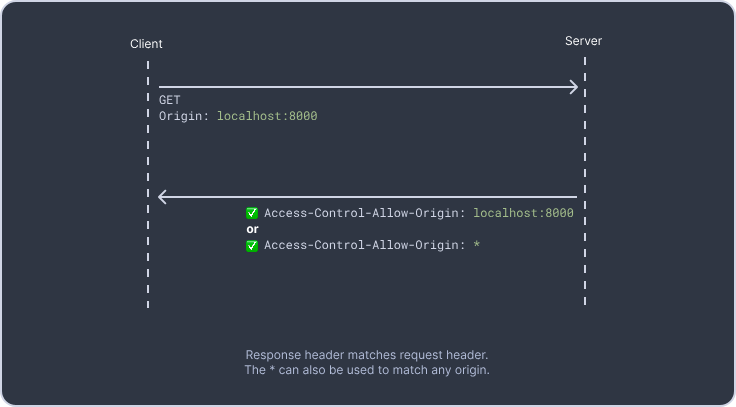 Client
Server
GET
Origin: localhost:8000
✅ Access-Control-Allow-Origin: localhost:8000
or
✅ Access-Control-Allow-Origin: *
Response header matches request header.
The * can also be used to match any origin.